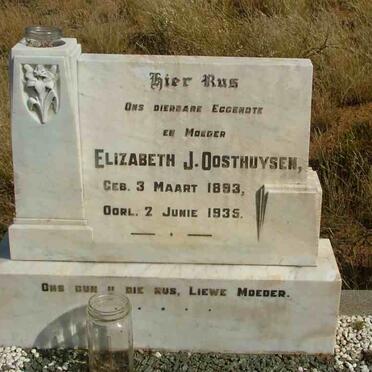 Hier Rus
Ons dierbare Eggenote
en Moeder
Elizabeth J. Oosthuysen,
Geb. 3 Maart 1893,
Oorl. 2 Junie 1935.
Ons gun u die rus, Liewe Moeder.